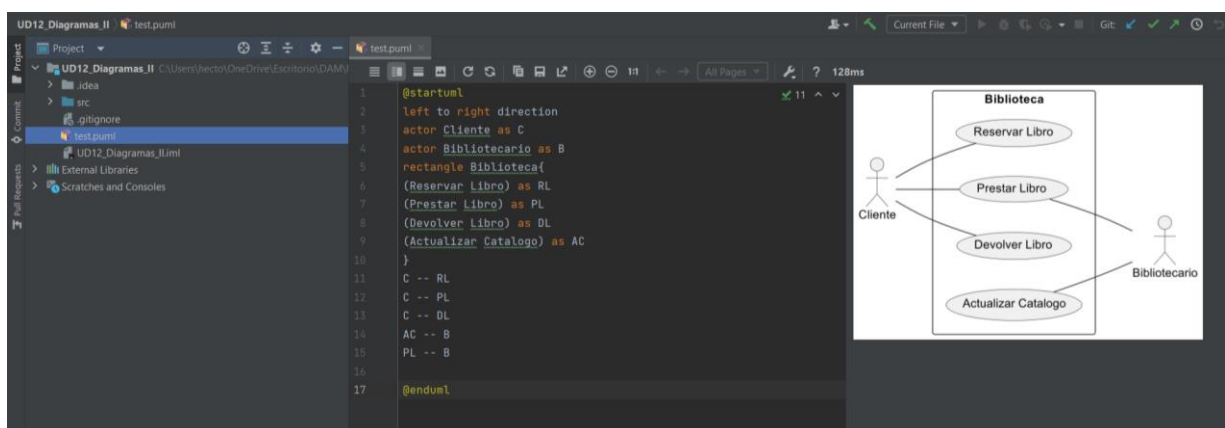 UD12_Diagramas_II test.puml
Current File
Git:
Project
Project
Commit
Pull Requests
UD12_Diagramas_II C:\Users\hecto\OneDrive\Escritorio\DAM\
.idea
src
.gitignore
test.puml
UD12_Diagramas_II.iml
External Libraries
Scratches and Consoles
test.puml
1:1
All Pages
?
128ms
11
1 @startuml
2 left to right direction
3 actor Cliente as C
4 actor Bibliotecario as B
5 rectangle Biblioteca{
6 (Reservar Libro) as RL
7 (Prestar Libro) as PL
8 (Devolver Libro) as DL
9 (Actualizar Catalogo) as AC
10 }
11 C -- RL
12 C -- PL
13 C -- DL
14 AC -- B
15 PL -- B
16
17 @enduml
Biblioteca
Reservar Libro
Prestar Libro
Cliente
Devolver Libro
Bibliotecario
Actualizar Catalogo